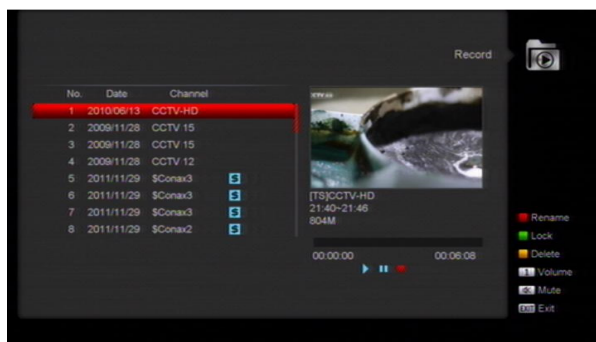 Record
No. Date Channel
1 2010/06/13 CCTV-HD
2 2009/11/28 CCTV 15
3 2009/11/28 CCTV 15
4 2009/11/28 CCTV 12
5 2011/11/29 $Conax3 S
6 2011/11/29 $Conax3 S
7 2011/11/29 $Conax3 S
8 2011/11/29 $Conax2 S
[TS]CCTV-HD
21:40~21:46
804M
00:00:00 00:06:08
Rename
Lock
Delete
1 Volume
Mute
EXIT Exit